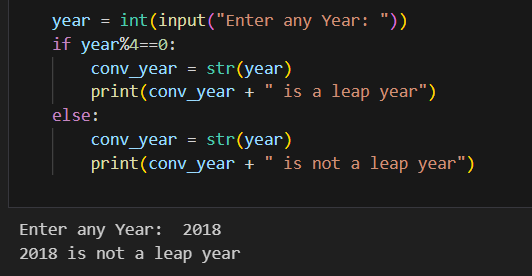 year = int(input("Enter any Year: "))
if year%4==0:
    conv_year = str(year)
    print(conv_year + " is a leap year")
else:
    conv_year = str(year)
    print(conv_year + " is not a leap year")
Enter any Year:  2018
2018 is not a leap year